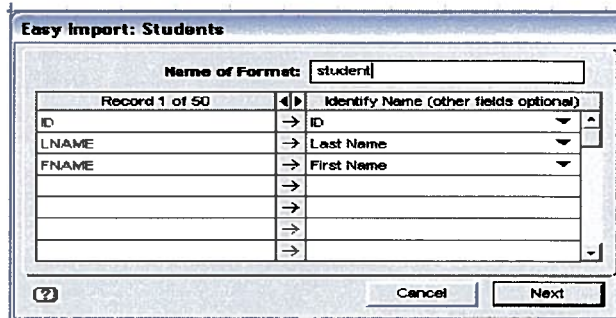 Easy Import: Students
Name of Format: student
Record 1 of 50 Identify Name (other fields optional)
ID → ID
LNAME → Last Name
FNAME → First Name
→
→
→
→
? Cancel Next